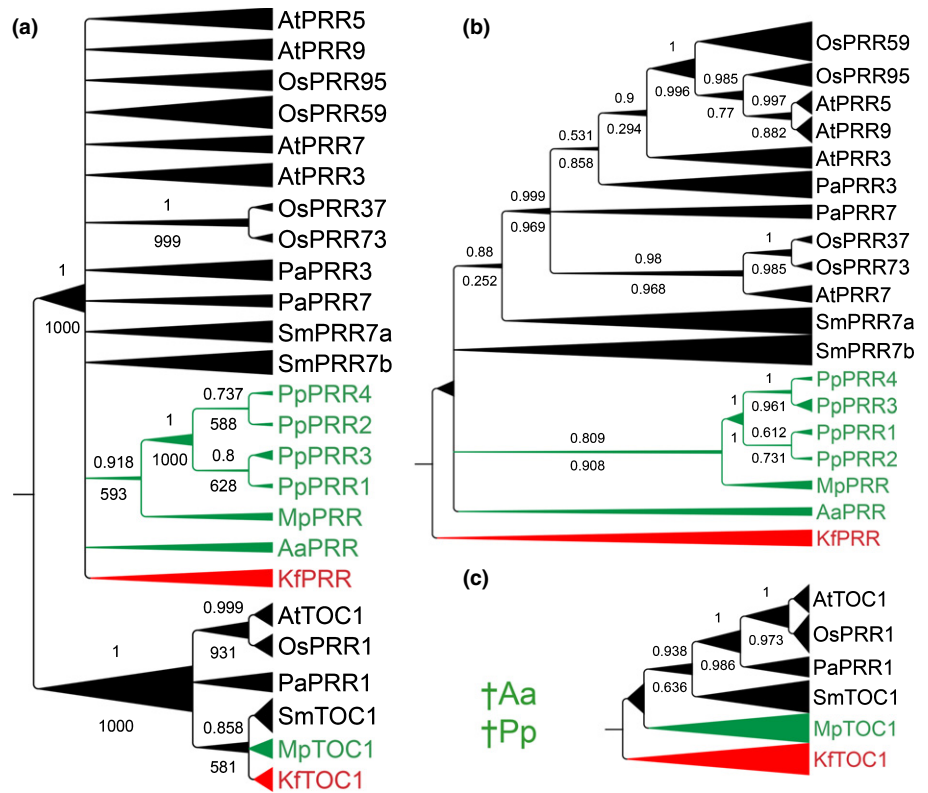 (a)
AtPRR5
AtPRR9
OsPRR95
OsPRR59
AtPRR7
AtPRR3
1
OsPRR37
999
OsPRR73
1
PaPRR3
PaPRR7
1000
SmPRR7a
SmPRR7b
0.737
PpPRR4
1
588
PpPRR2
0.918
1000
0.8
PpPRR3
593
628
PpPRR1
MpPRR
AaPRR
KfPRR
0.999
AtTOC1
1
931
OsPRR1
PaPRR1
1000
0.858
SmTOC1
MpTOC1
581
KfTOC1
(b)
1
OsPRR59
0.985
OsPRR95
0.9
0.996
0.997
AtPRR5
0.77
0.531
0.294
0.882
AtPRR9
0.858
AtPRR3
PaPRR3
0.999
PaPRR7
0.969
0.88
0.98
1
OsPRR37
0.252
0.968
0.985
OsPRR73
AtPRR7
SmPRR7a
SmPRR7b
1
PpPRR4
1
0.961
PpPRR3
0.809
1
0.612
PpPRR1
0.908
0.731
PpPRR2
MpPRR
AaPRR
KfPRR
(c)
1
AtTOC1
1
0.973
OsPRR1
0.938
0.986
PaPRR1
0.636
SmTOC1
†Aa
†Pp
MpTOC1
KfTOC1